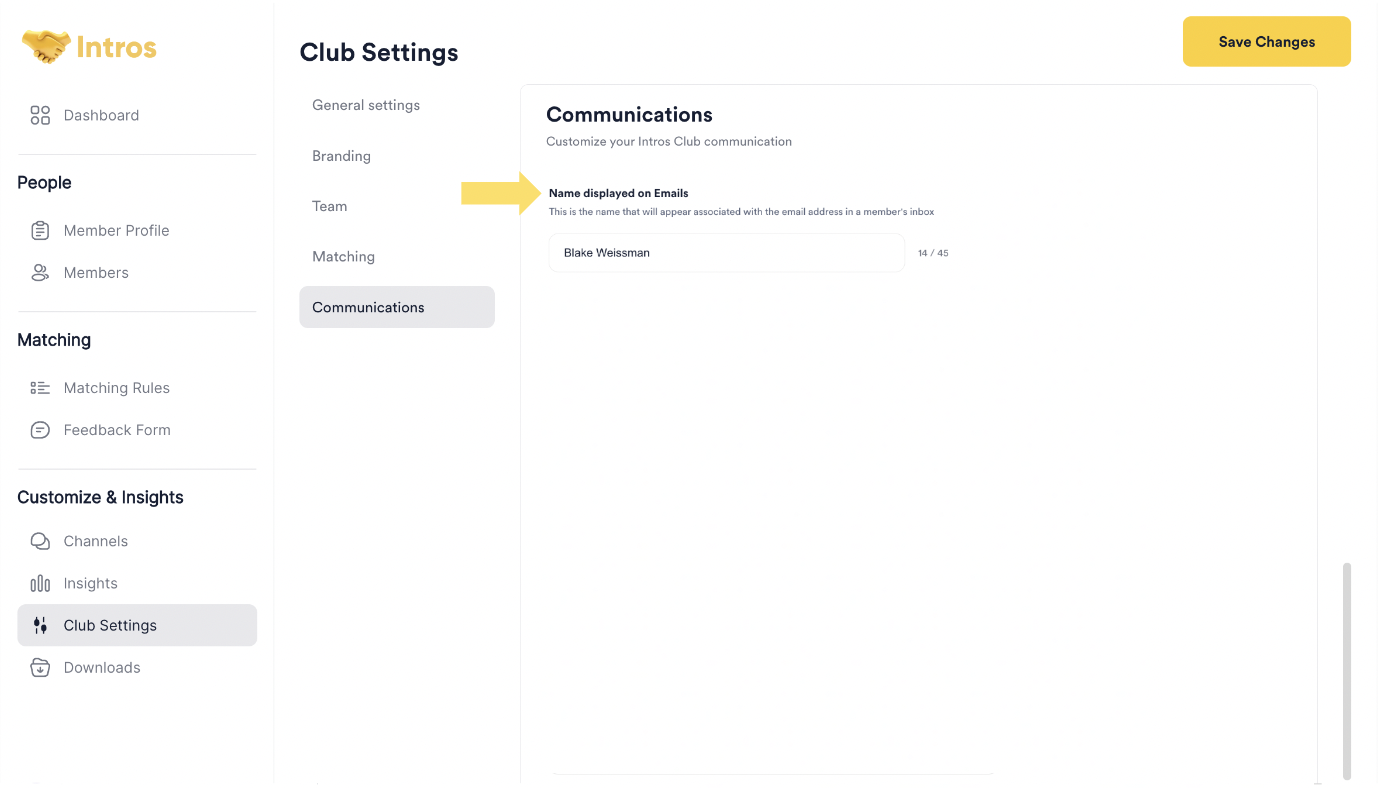 Intros
Dashboard
People
Member Profile
Members
Matching
Matching Rules
Feedback Form
Customize & Insights
Channels
Insights
Club Settings
Downloads
Club Settings
Save Changes
General settings
Branding
Team
Matching
Communications
Communications
Customize your Intros Club communication
Name displayed on Emails
This is the name that will appear associated with the email address in a member's inbox
Blake Weissman
14 / 45